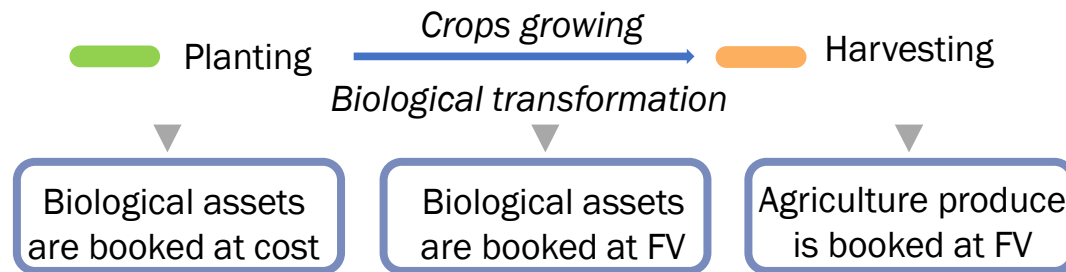 Crops growing
Planting
Harvesting
Biological transformation
Biological assets
are booked at cost
Biological assets
are booked at FV
Agriculture produce
is booked at FV